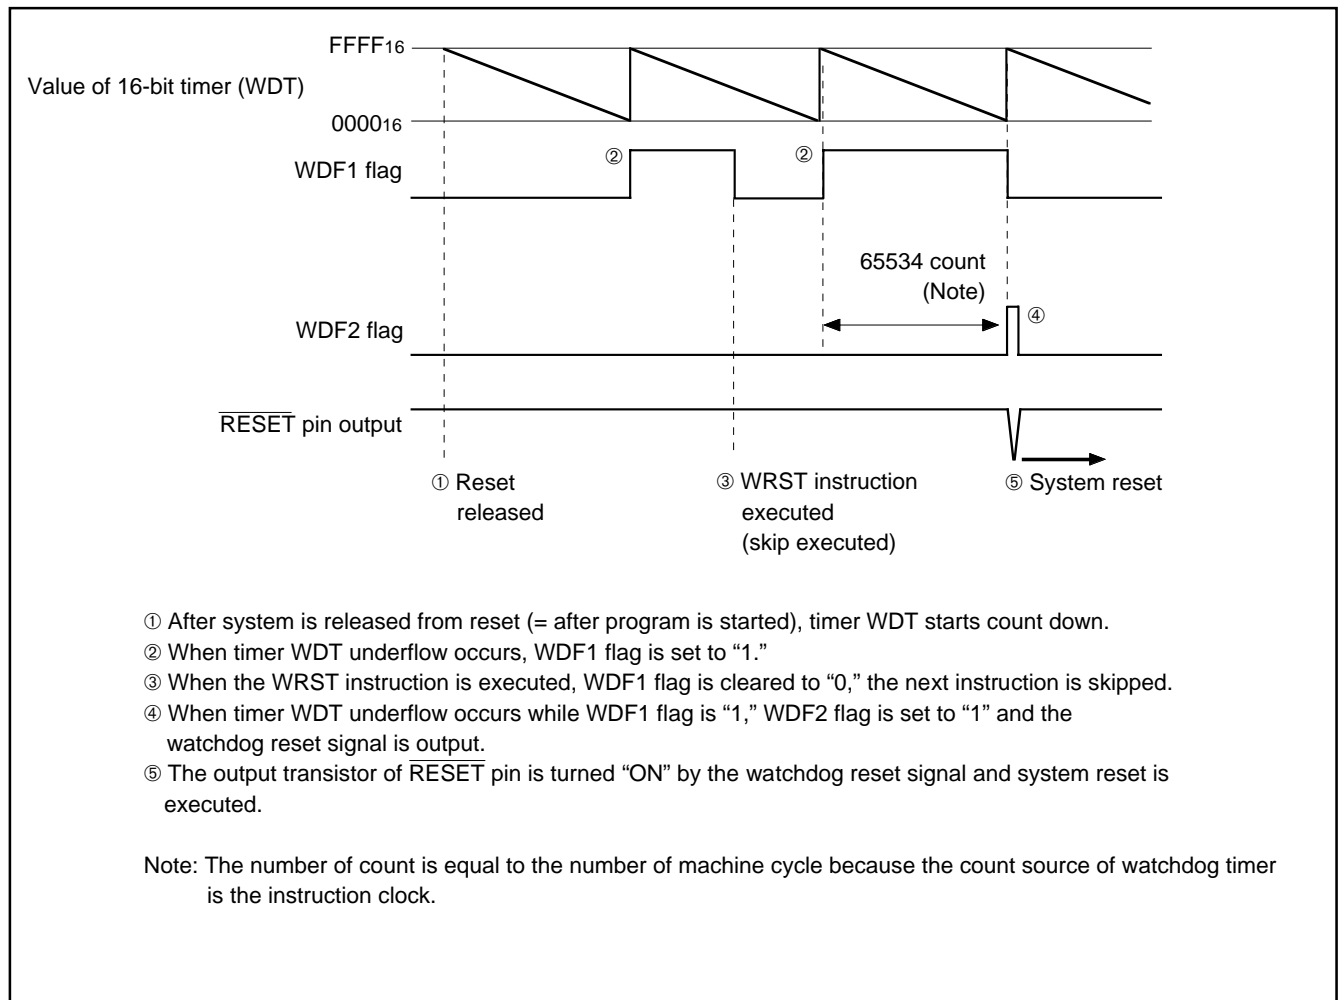 FFFF16
Value of 16-bit timer (WDT)
000016
WDF1 flag
②
②
65534 count
(Note)
WDF2 flag
④
RESET pin output
① Reset
released
③ WRST instruction
executed
(skip executed)
⑤ System reset
① After system is released from reset (= after program is started), timer WDT starts count down.
② When timer WDT underflow occurs, WDF1 flag is set to “1.”
③ When the WRST instruction is executed, WDF1 flag is cleared to “0,” the next instruction is skipped.
④ When timer WDT underflow occurs while WDF1 flag is “1,” WDF2 flag is set to “1” and the
watchdog reset signal is output.
⑤ The output transistor of RESET pin is turned “ON” by the watchdog reset signal and system reset is
executed.
Note: The number of count is equal to the number of machine cycle because the count source of watchdog timer
is the instruction clock.